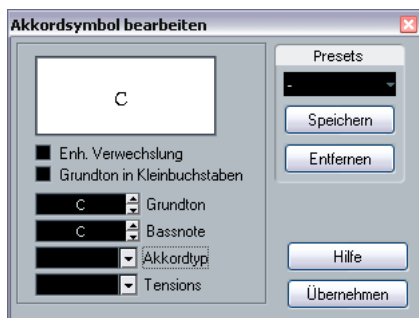 Akkordsymbol bearbeiten
C
Enh. Verwechslung
Grundton in Kleinbuchstaben
C Grundton
C Bassnote
Akkordtyp
Tensions
Presets
-
Speichern
Entfernen
Hilfe
Übernehmen